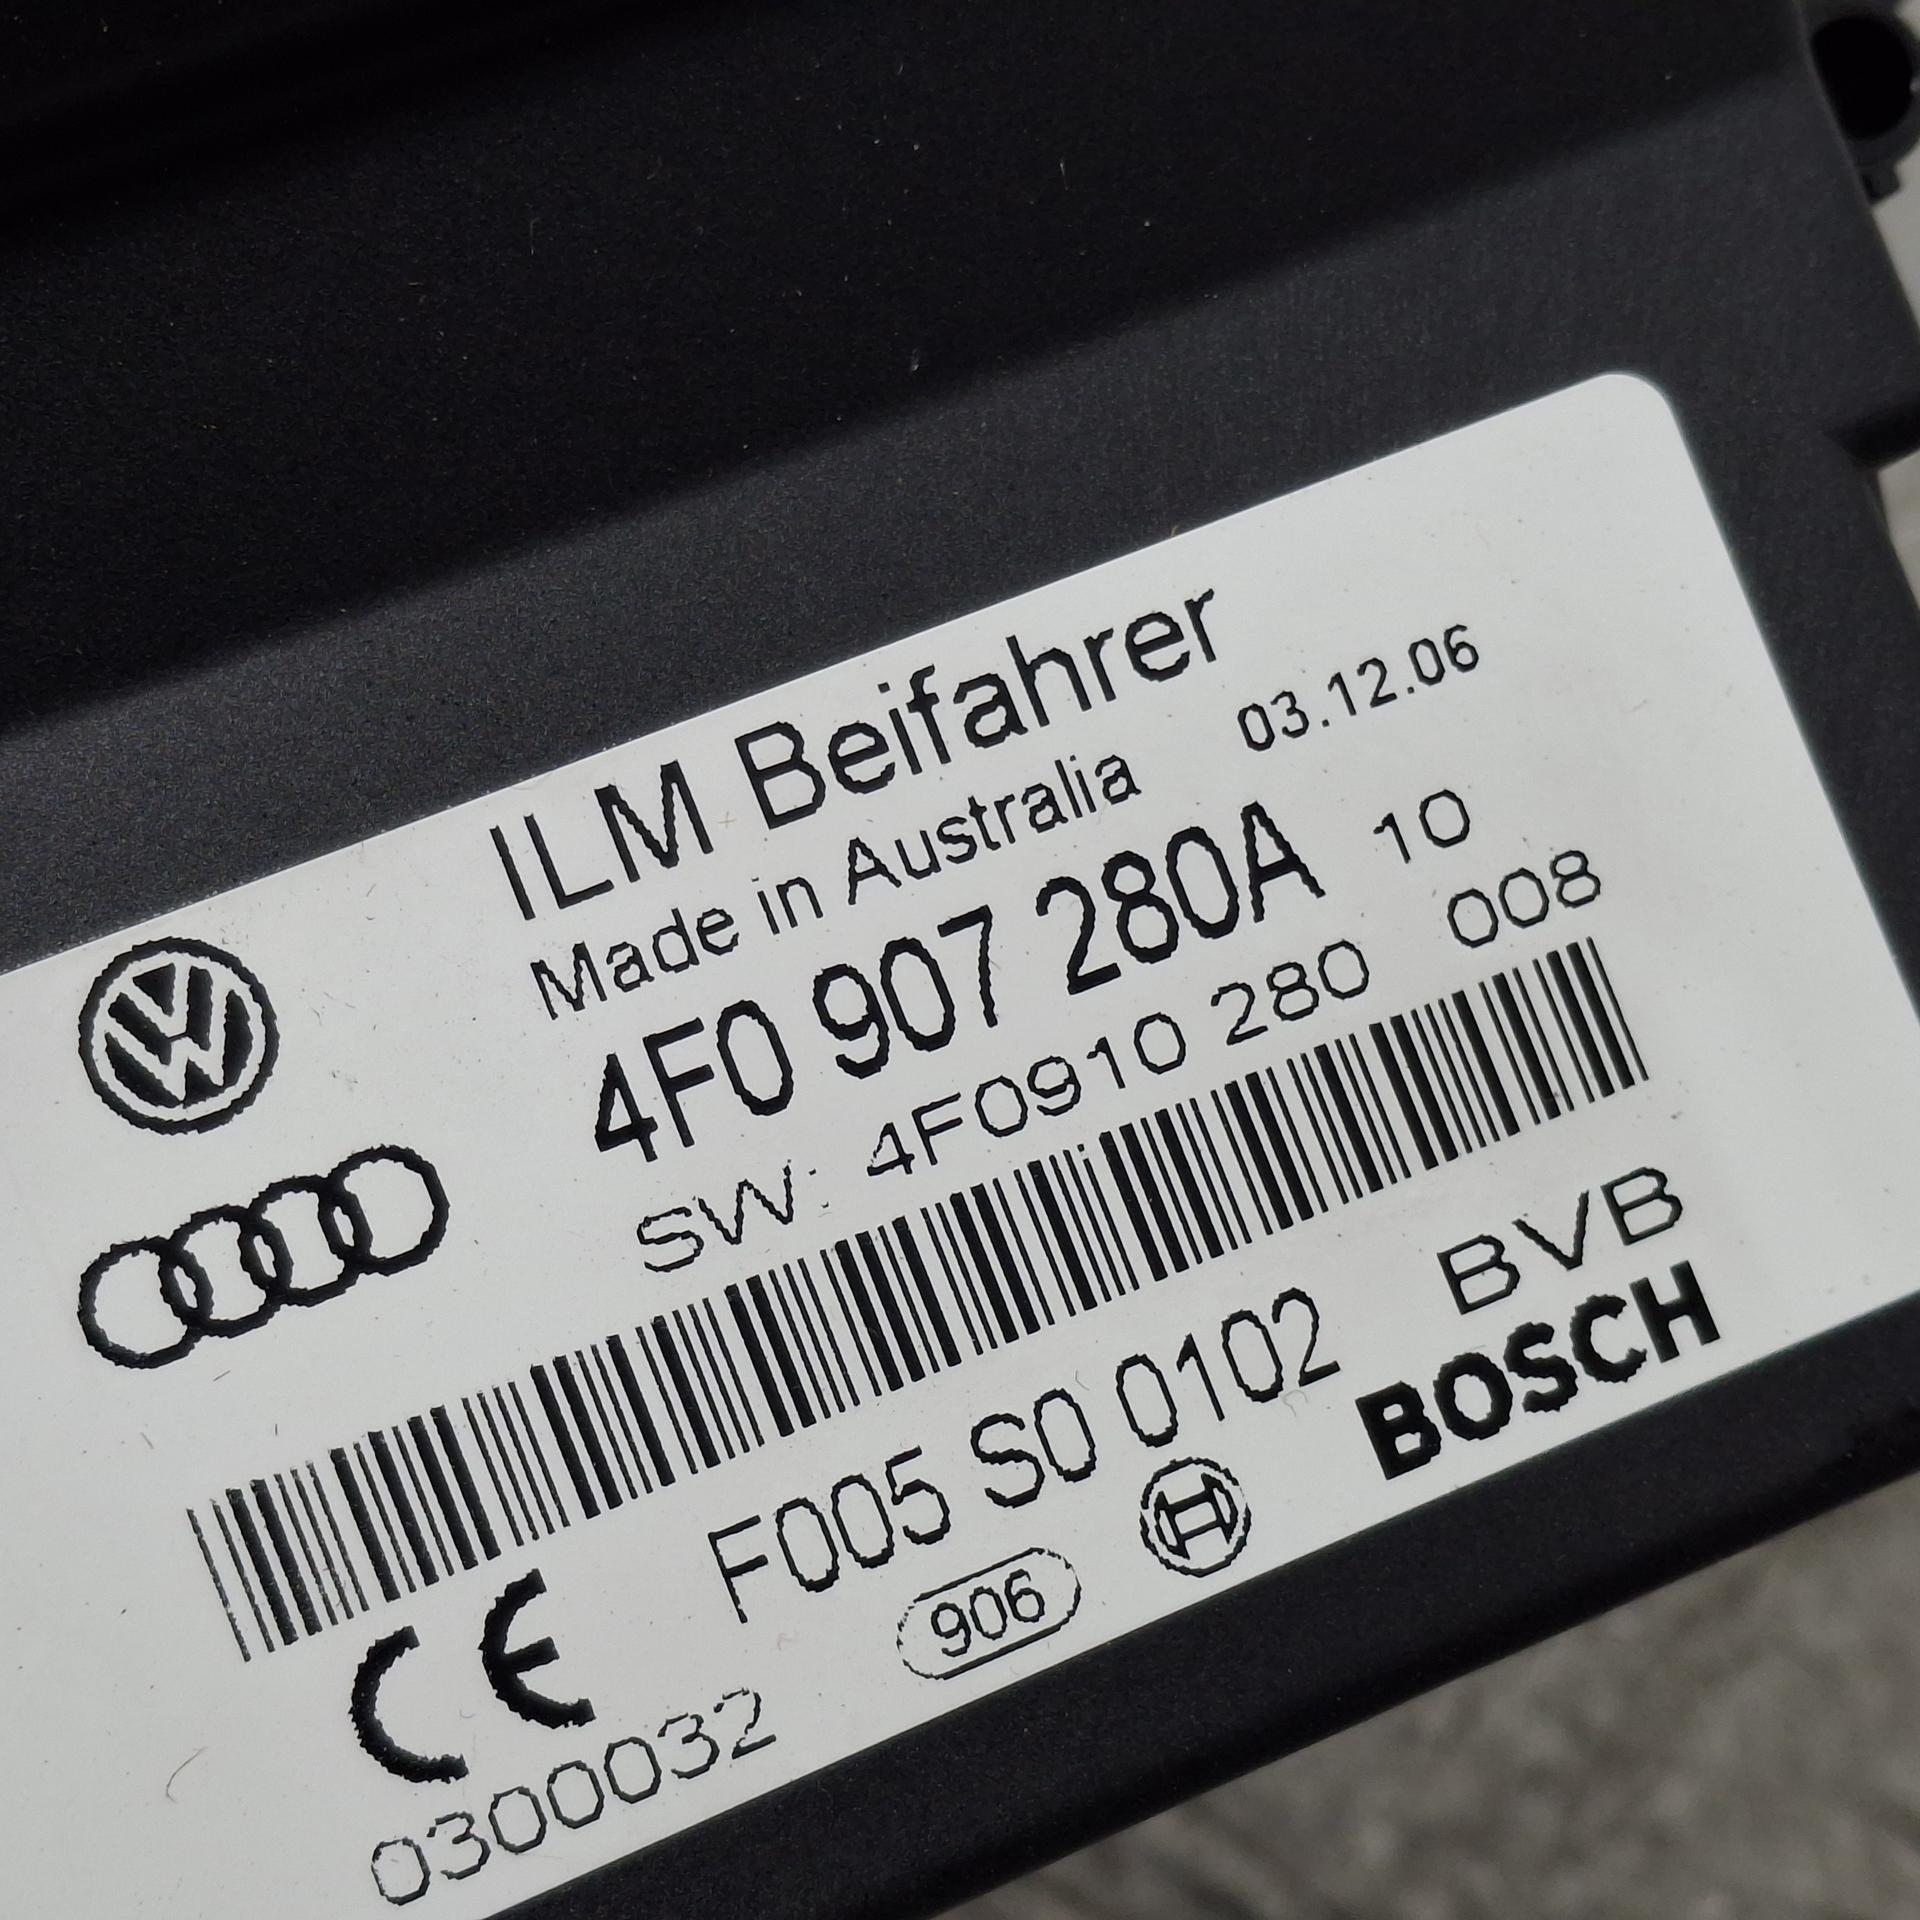 ILM Beifahrer
Made in Australia 03.12.06
4F0 907 280A 10
SW: 4F0910 280 008
F005 S0 0102 BVB
906 BOSCH
CE
0300032